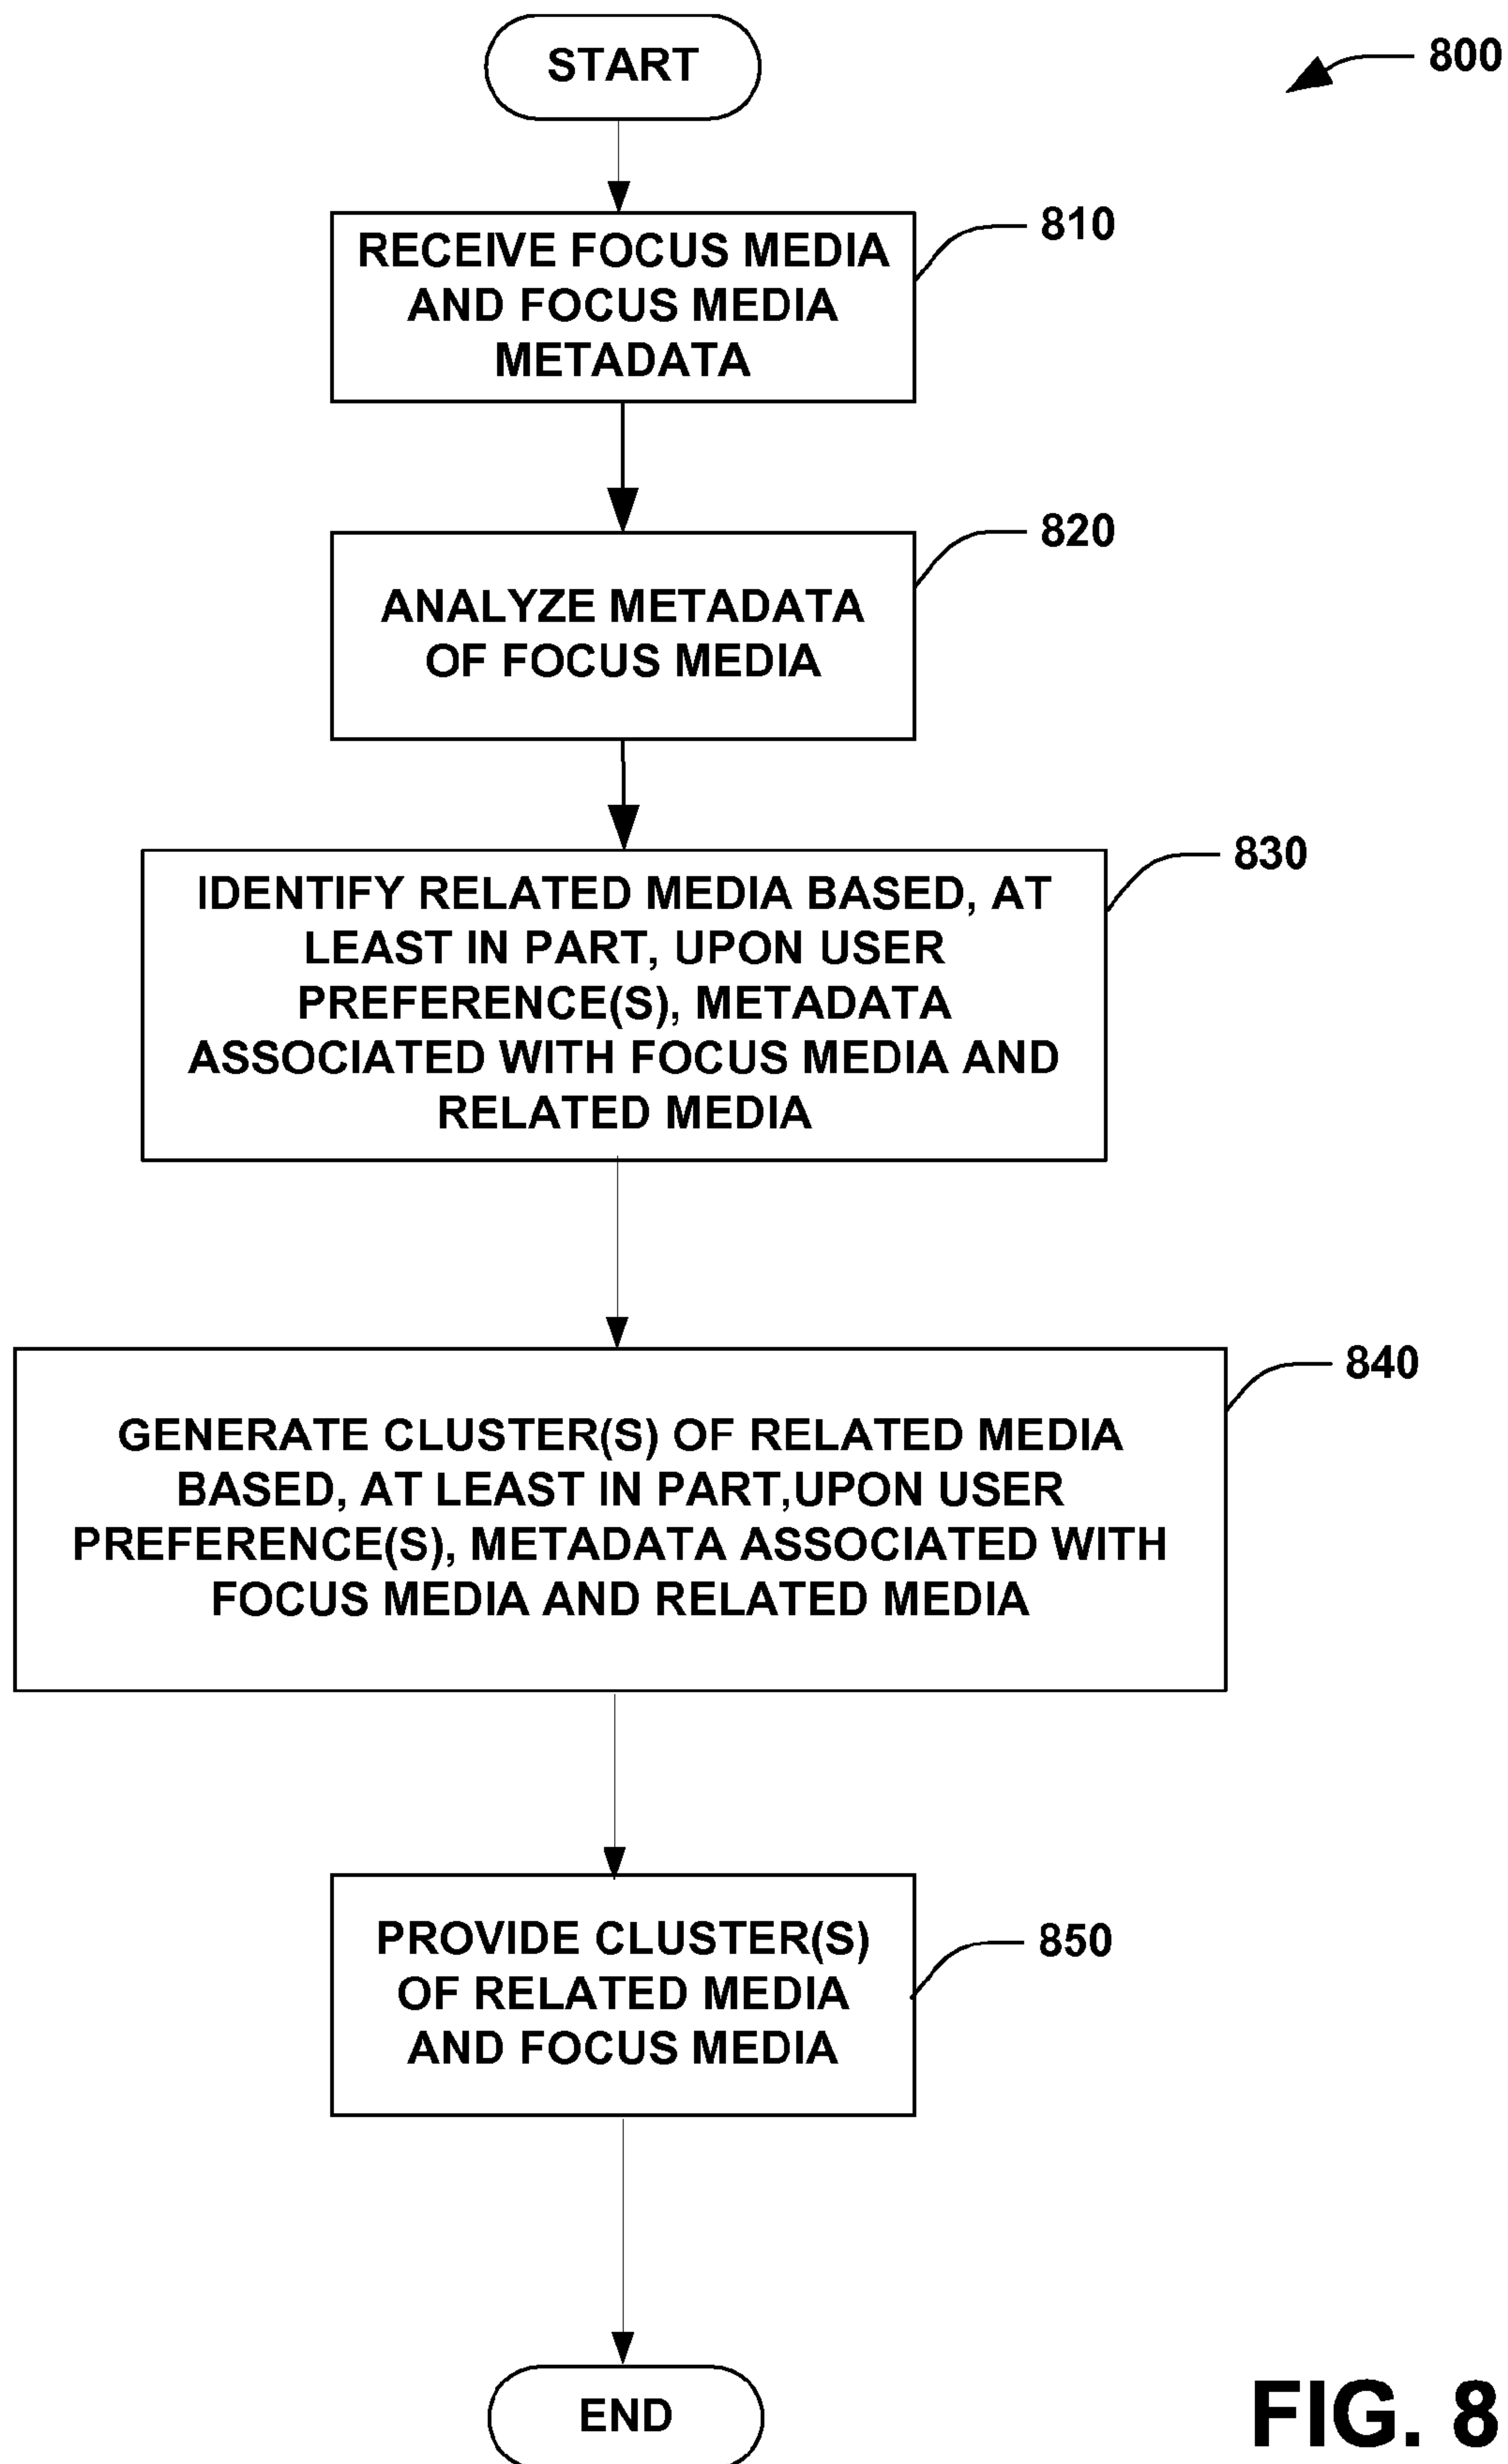 START
800
RECEIVE FOCUS MEDIA
AND FOCUS MEDIA
METADATA
810
ANALYZE METADATA
OF FOCUS MEDIA
820
IDENTIFY RELATED MEDIA BASED, AT
LEAST IN PART, UPON USER
PREFERENCE(S), METADATA
ASSOCIATED WITH FOCUS MEDIA AND
RELATED MEDIA
830
GENERATE CLUSTER(S) OF RELATED MEDIA
BASED, AT LEAST IN PART,UPON USER
PREFERENCE(S), METADATA ASSOCIATED WITH
FOCUS MEDIA AND RELATED MEDIA
840
PROVIDE CLUSTER(S)
OF RELATED MEDIA
AND FOCUS MEDIA
850
END
FIG. 8